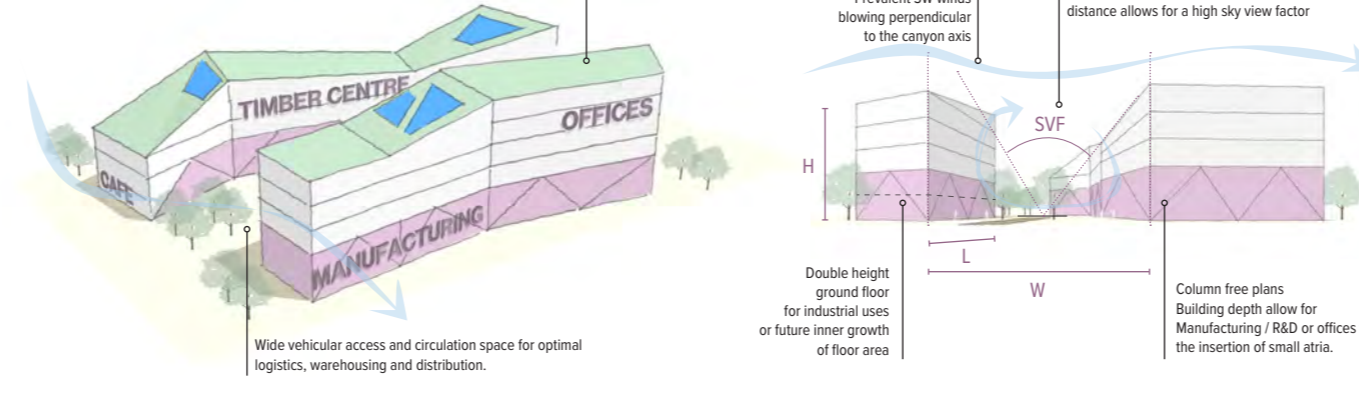 TIMBER CENTRE
OFFICES
CAFE
MANUFACTURING
Wide vehicular access and circulation space for optimal
logistics, warehousing and distribution.
Prevalent SW winds
blowing perpendicular
to the canyon axis
distance allows for a high sky view factor
SVF
H
L
W
Double height
ground floor
for industrial uses
or future inner growth
of floor area
Column free plans
Building depth allow for
Manufacturing / R&D or offices
the insertion of small atria.